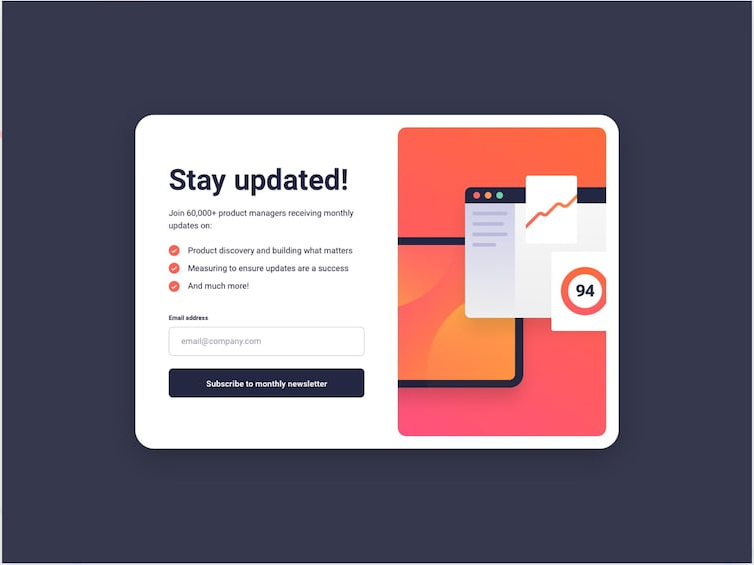 Stay updated!
Join 60,000+ product managers receiving monthly
updates on:
Product discovery and building what matters
Measuring to ensure updates are a success
And much more!
Email address
email@company.com
Subscribe to monthly newsletter
94